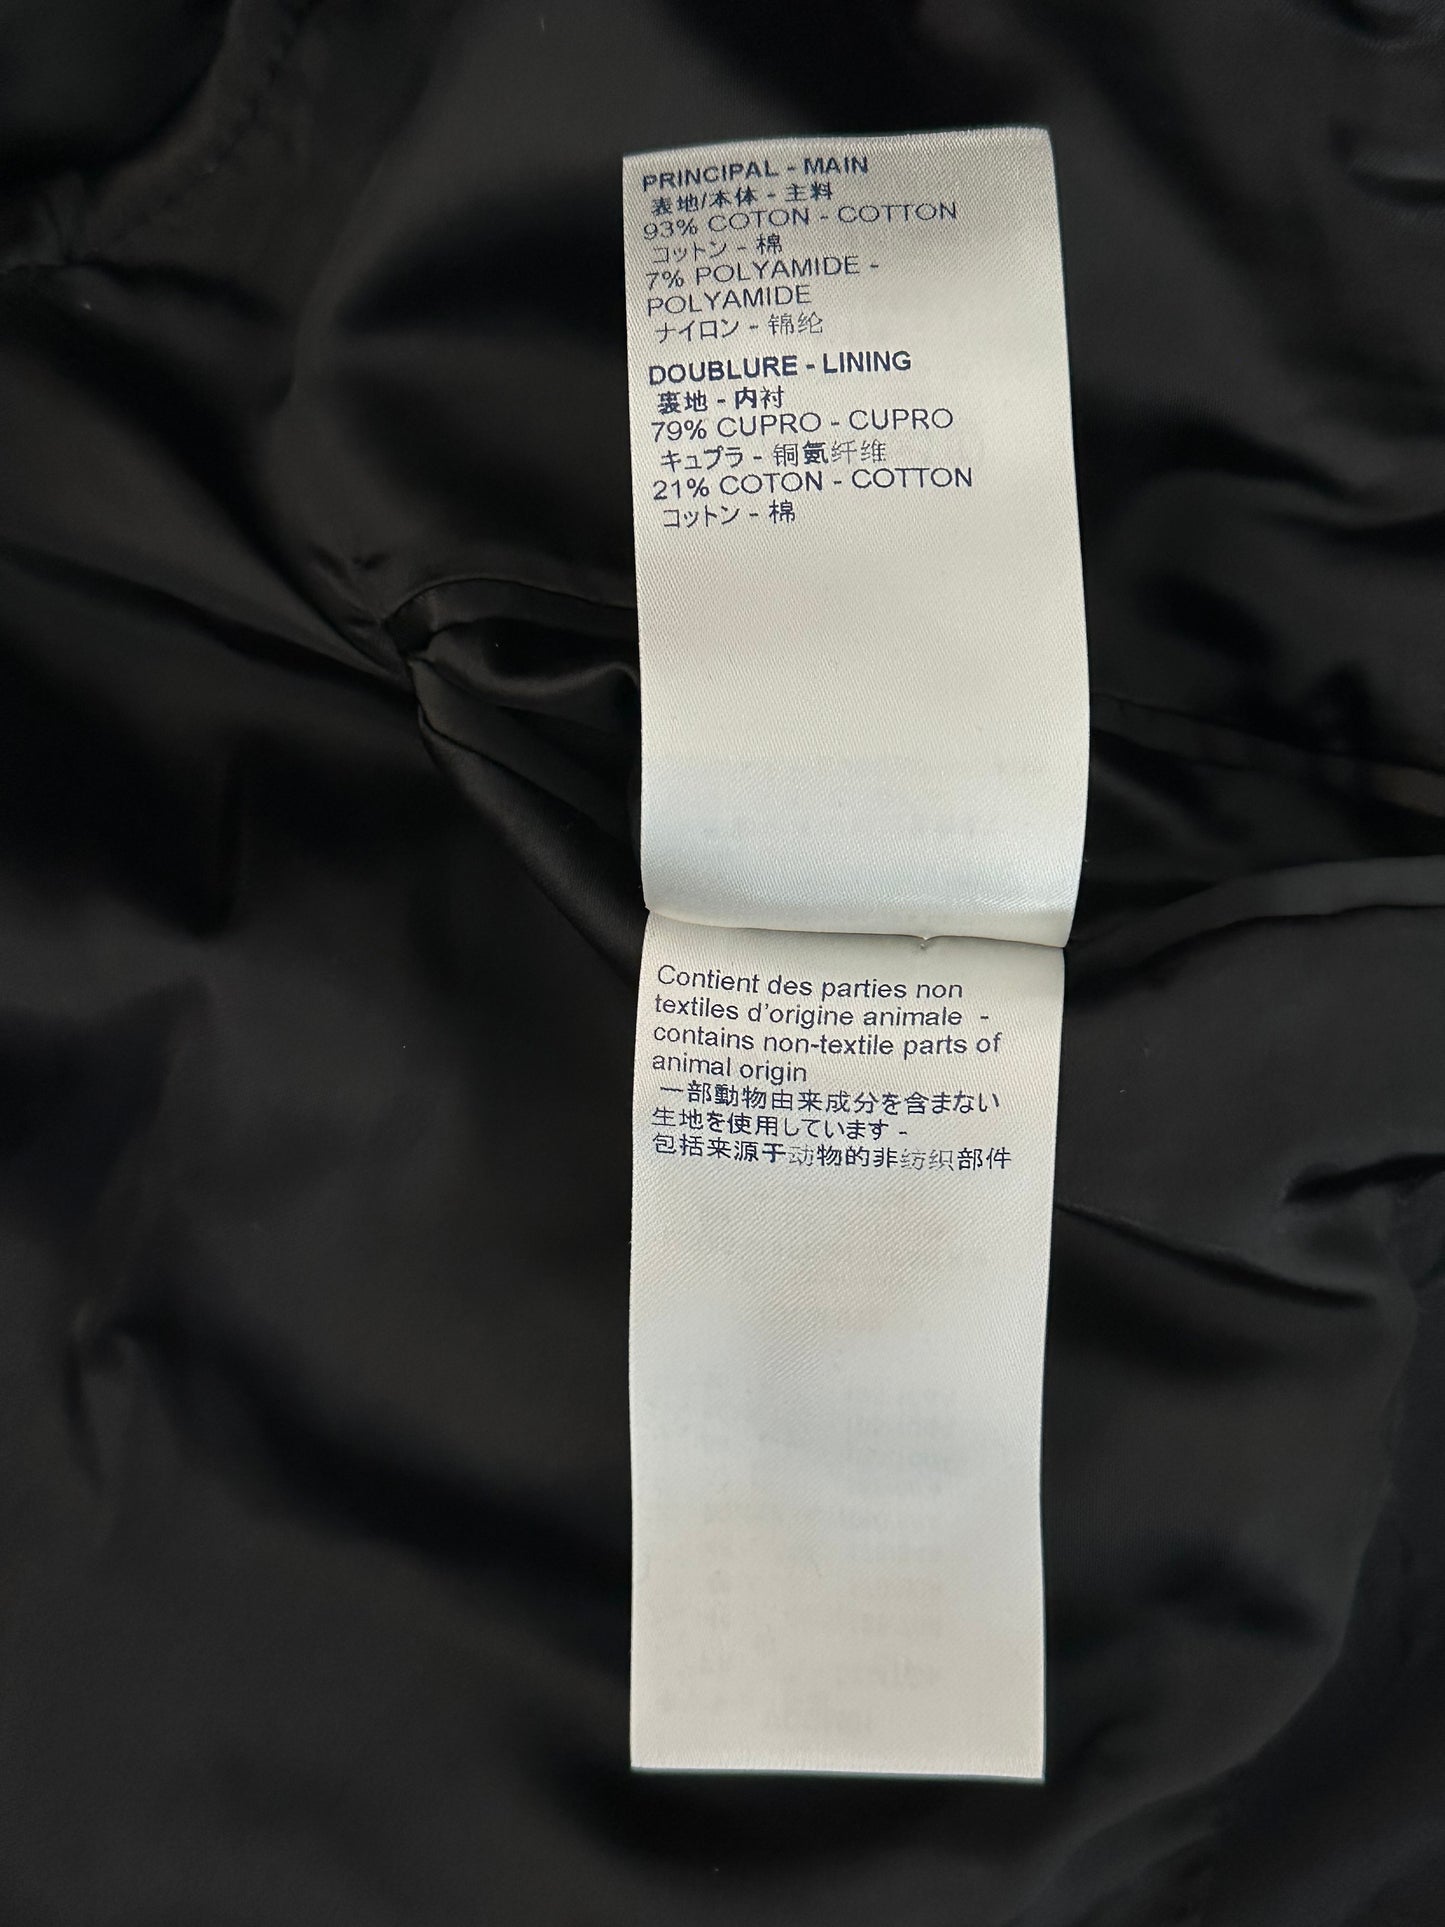 PRINCIPAL - MAIN
表地/本体 - 主料
93% COTON - COTTON
コットン - 棉
7% POLYAMIDE -
POLYAMIDE
ナイロン - 锦纶
DOUBLURE - LINING
裏地 - 内衬
79% CUPRO - CUPRO
キュプラ - 铜氨纤维
21% COTON - COTTON
コットン - 棉
Contient des parties non
textiles d'origine animale -
contains non-textile parts of
animal origin
一部動物由来成分を含まない
生地を使用しています -
包括来源于动物的非纺织部件